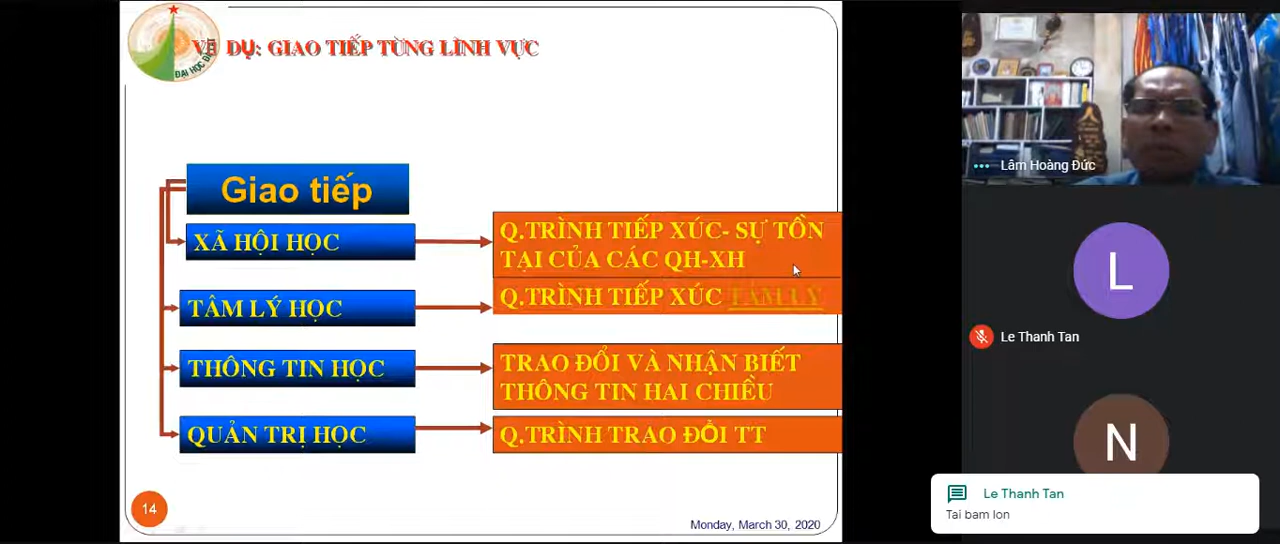 VÍ DỤ: GIAO TIẾP TỪNG LĨNH VỰC
ĐẠI HỌC
Giao tiếp
XÃ HỘI HỌC
Q.TRÌNH TIẾP XÚC- SỰ TỒN
TẠI CỦA CÁC QH-XH
TÂM LÝ HỌC
Q.TRÌNH TIẾP XÚC TÂM LÝ
THÔNG TIN HỌC
TRAO ĐỔI VÀ NHẬN BIẾT
THÔNG TIN HAI CHIỀU
QUẢN TRỊ HỌC
Q.TRÌNH TRAO ĐỒI TT
14
Monday, March 30, 2020
Lâm Hoàng Đức
L
Le Thanh Tan
N
Le Thanh Tan
Tai bam lon